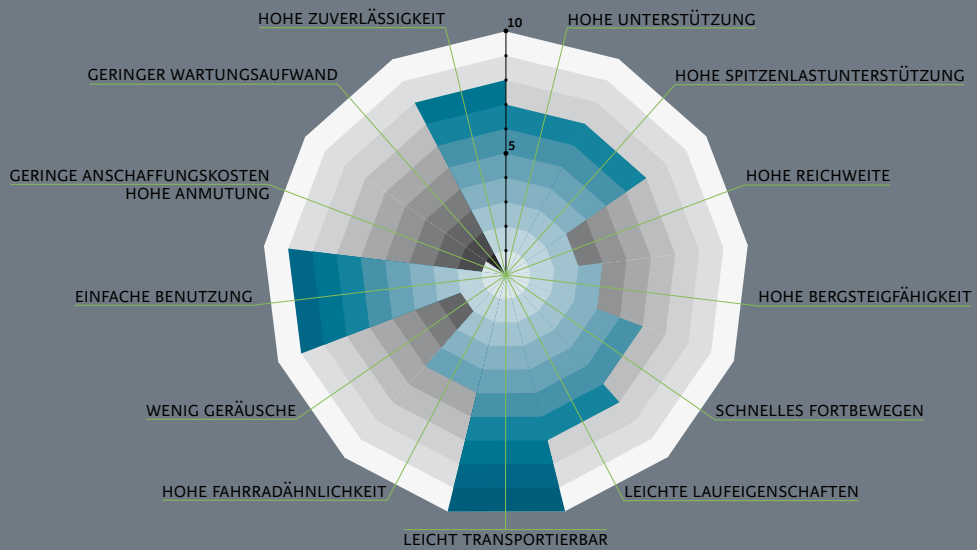 10
HOHE ZUVERLÄSSIGKEIT
HOHE UNTERSTÜTZUNG
GERINGER WARTUNGSAUFWAND
HOHE SPITZENLASTUNTERSTÜTZUNG
5
GERINGE ANSCHAFFUNGSKOSTEN
HOHE ANMUTUNG
HOHE REICHWEITE
EINFACHE BENUTZUNG
HOHE BERGSTEIGFÄHIGKEIT
WENIG GERÄUSCHE
SCHNELLES FORTBEWEGEN
HOHE FAHRRADÄHNLICHKEIT
LEICHTE LAUFEIGENSCHAFTEN
LEICHT TRANSPORTIERBAR